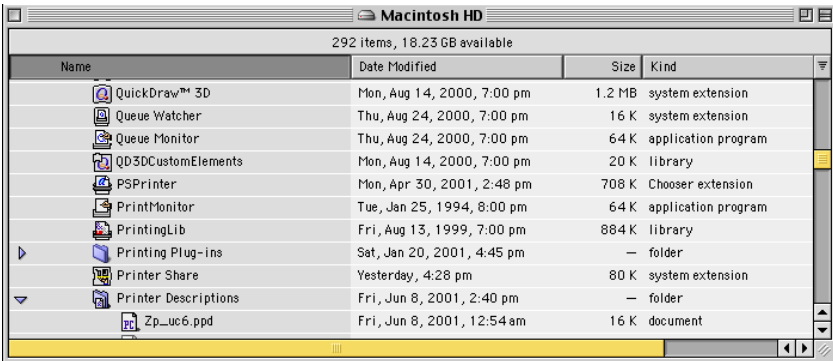 Macintosh HD
292 items, 18.23 GB available
Name Date Modified Size Kind
QuickDraw™ 3D Mon, Aug 14, 2000, 7:00 pm 1.2 MB system extension
Queue Watcher Thu, Aug 24, 2000, 7:00 pm 16 K system extension
Queue Monitor Thu, Aug 24, 2000, 7:00 pm 64 K application program
QD3DCustomElements Mon, Aug 14, 2000, 7:00 pm 20 K library
PSPrinter Mon, Apr 30, 2001, 2:48 pm 708 K Chooser extension
PrintMonitor Tue, Jan 25, 1994, 8:00 pm 64 K application program
PrintingLib Fri, Aug 13, 1999, 7:00 pm 884 K library
Printing Plug-ins Sat, Jan 20, 2001, 4:45 pm — folder
Printer Share Yesterday, 4:28 pm 80 K system extension
Printer Descriptions Fri, Jun 8, 2001, 2:40 pm — folder
PC Zp_uc6.ppd Fri, Jun 8, 2001, 12:54 am 16 K document